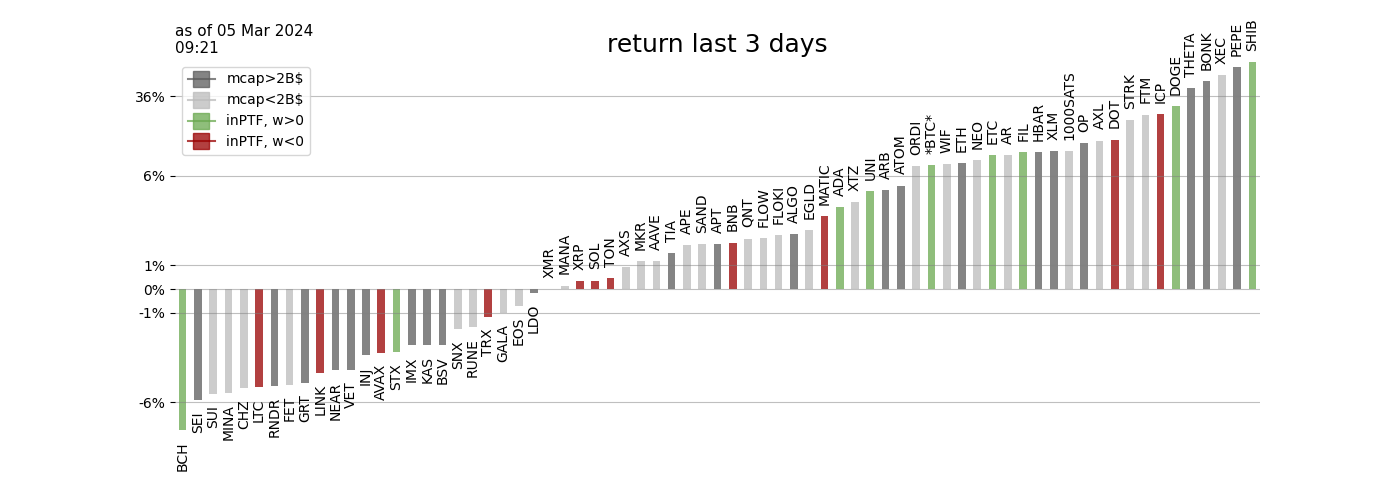 as of 05 Mar 2024
09:21
return last 3 days
mcap>2B$
mcap<2B$
inPTF, w>0
inPTF, w<0
36%
6%
1%
0%
-1%
-6%
BCH
SEI
SUI
MINA
CHZ
LTC
RNDR
FET
GRT
LINK
NEAR
VET
INJ
AVAX
STX
IMX
KAS
BSV
SNX
RUNE
TRX
GALA
EOS
LDO
XMR
MANA
XRP
SOL
TON
AXS
MKR
AAVE
TIA
APE
SAND
APT
BNB
QNT
FLOW
FLOKI
ALGO
EGLD
MATIC
ADA
XTZ
UNI
ARB
ATOM
ORDI
*BTC*
WIF
ETH
NEO
ETC
AR
FIL
HBAR
XLM
1000SATS
OP
AXL
DOT
STRK
FTM
ICP
DOGE
THETA
BONK
XEC
PEPE
SHIB